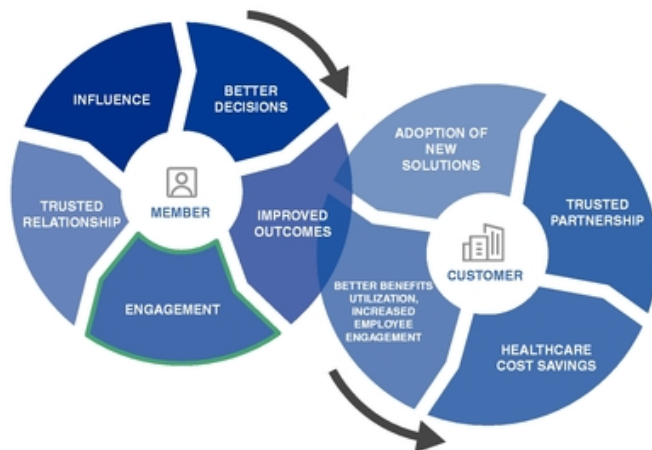 INFLUENCE
BETTER
DECISIONS
TRUSTED
RELATIONSHIP
MEMBER
IMPROVED
OUTCOMES
ENGAGEMENT
ADOPTION OF
NEW
SOLUTIONS
TRUSTED
PARTNERSHIP
CUSTOMER
BETTER BENEFITS
UTILIZATION,
INCREASED
EMPLOYEE
ENGAGEMENT
HEALTHCARE
COST SAVINGS